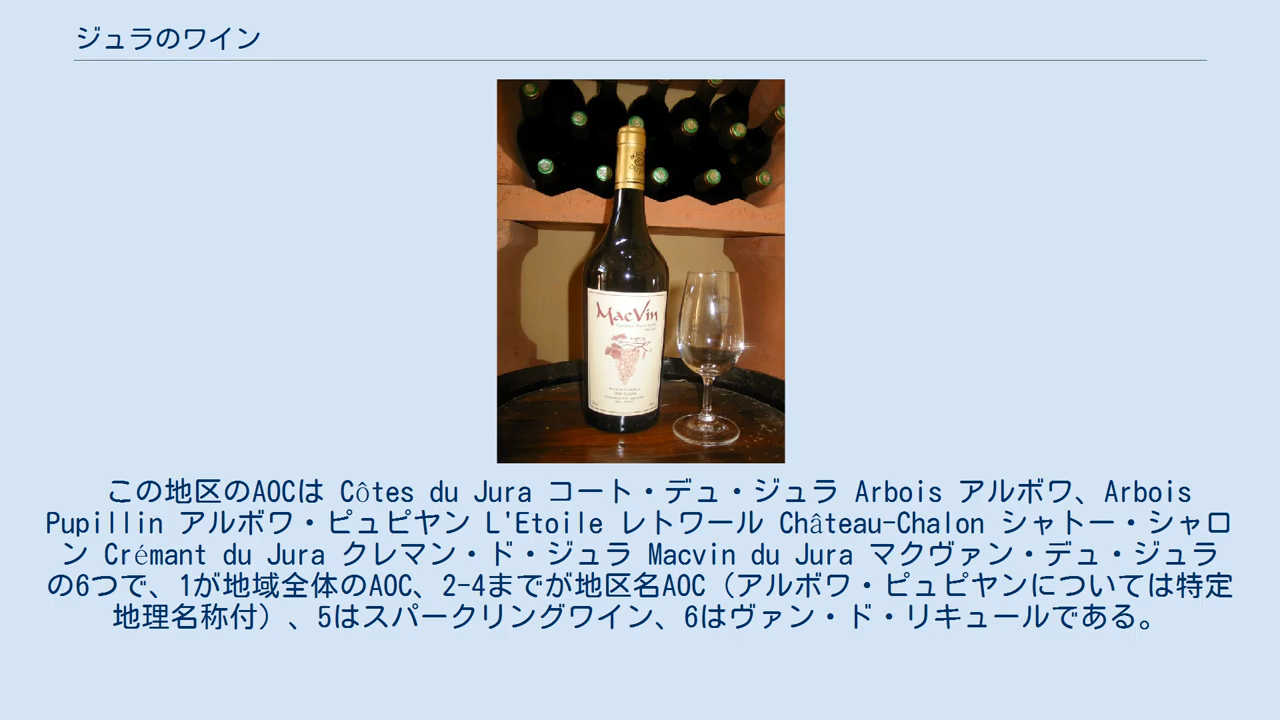 ジュラのワイン
MacVin
この地区のAOCは Côtes du Jura コート・デュ・ジュラ Arbois アルボワ、Arbois
Pupillin アルボワ・ピュピヤン L'Etoile レトワール Château-Chalon シャトー・シャロ
ン Crémant du Jura クレマン・ド・ジュラ Macvin du Jura マクヴァン・デュ・ジュラ
の6つで、1が地域全体のAOC、2-4までが地区名AOC（アルボワ・ピュピヤンについては特定
地理名称付）、5はスパークリングワイン、6はヴァン・ド・リキュールである。